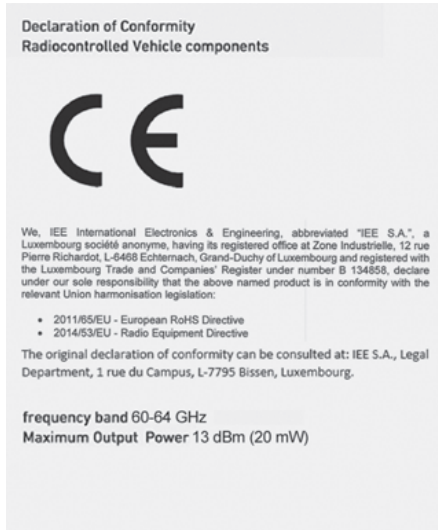 Declaration of Conformity
Radiocontrolled Vehicle components
CE
We, IEE International Electronics & Engineering, abbreviated "IEE S.A.", a
Luxembourg société anonyme, having its registered office at Zone Industrielle, 12 rue
Pierre Richardot, L-6468 Echternach, Grand-Duchy of Luxembourg and registered with
the Luxembourg Trade and Companies' Register under number B 134858, declare
under our sole responsibility that the above named product is in conformity with the
relevant Union harmonisation legislation:
• 2011/65/EU - European RoHS Directive
• 2014/53/EU - Radio Equipment Directive
The original declaration of conformity can be consulted at: IEE S.A., Legal
Department, 1 rue du Campus, L-7795 Bissen, Luxembourg.
frequency band 60-64 GHz
Maximum Output Power 13 dBm (20 mW)